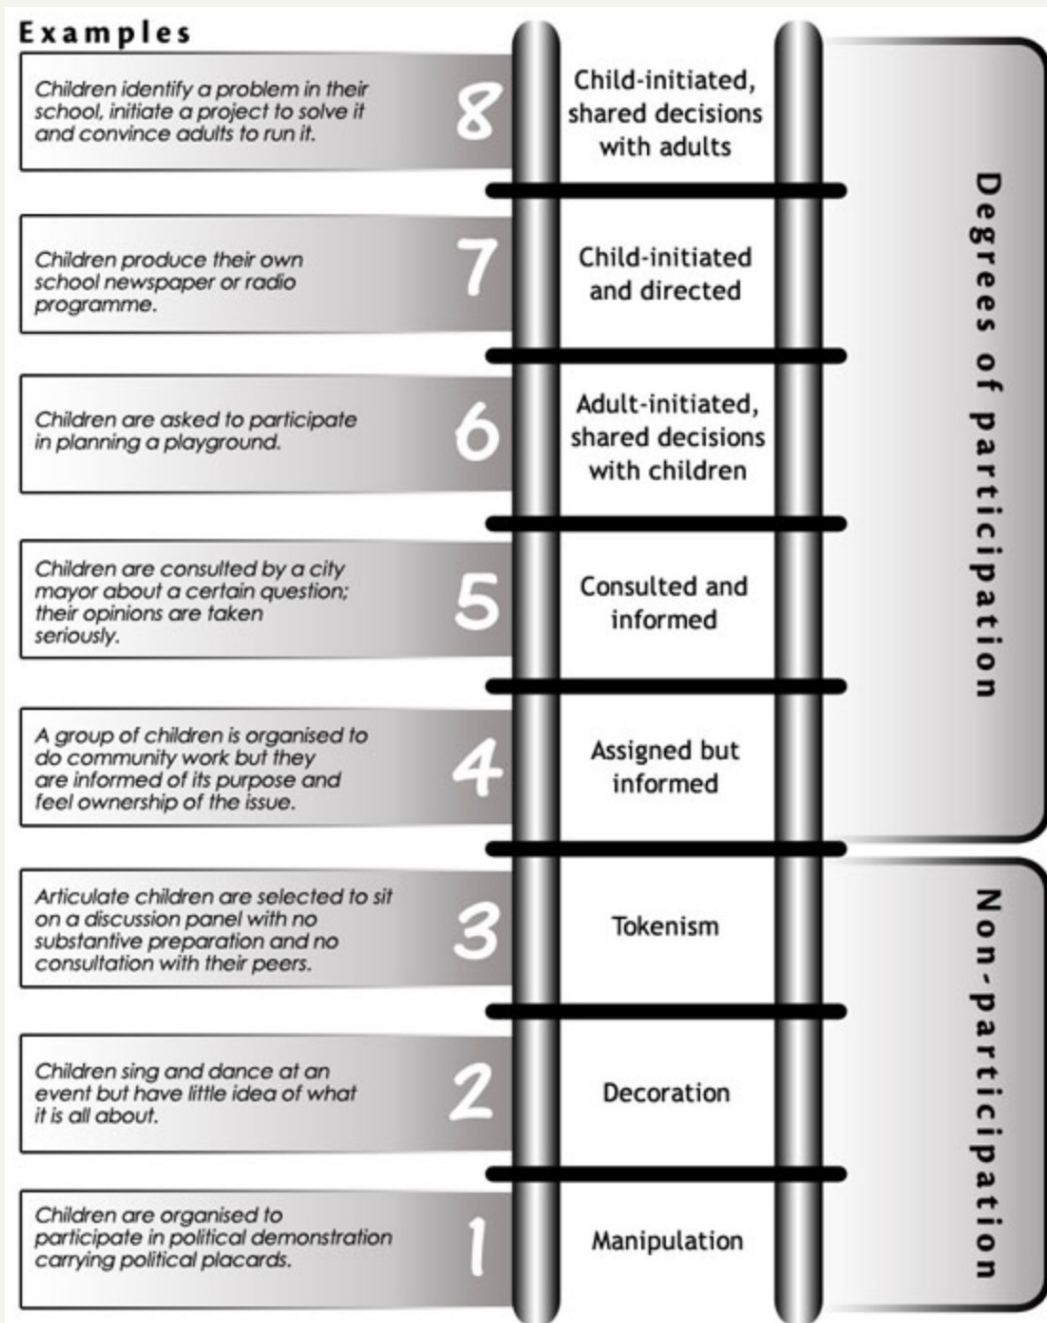 Examples
Children identify a problem in their
school, initiate a project to solve it
and convince adults to run it.
8
Child-initiated,
shared decisions
with adults
Children produce their own
school newspaper or radio
programme.
7
Child-initiated
and directed
Children are asked to participate
in planning a playground.
6
Adult-initiated,
shared decisions
with children
Children are consulted by a city
mayor about a certain question;
their opinions are taken
seriously.
5
Consulted and
informed
A group of children is organised to
do community work but they
are informed of its purpose and
feel ownership of the issue.
4
Assigned but
informed
Degrees of participation
Articulate children are selected to sit
on a discussion panel with no
substantive preparation and no
consultation with their peers.
3
Tokenism
Children sing and dance at an
event but have little idea of what
it is all about.
2
Decoration
Children are organised to
participate in political demonstration
carrying political placards.
1
Manipulation
Non-participation